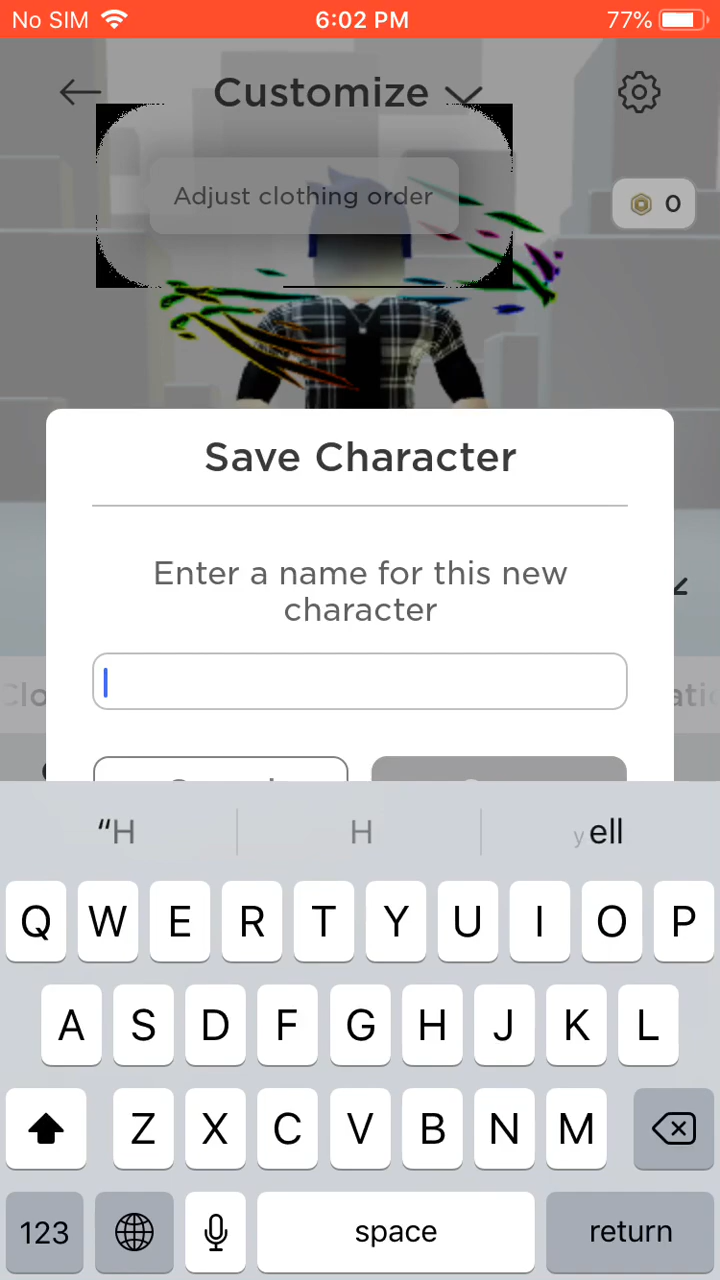 No SIM 6:02 PM 77%
Customize
Adjust clothing order
0
Save Character
Enter a name for this new
character
Clo
“H H yell
Q W E R T Y U I O P
A S D F G H J K L
Z X C V B N M
123 space return